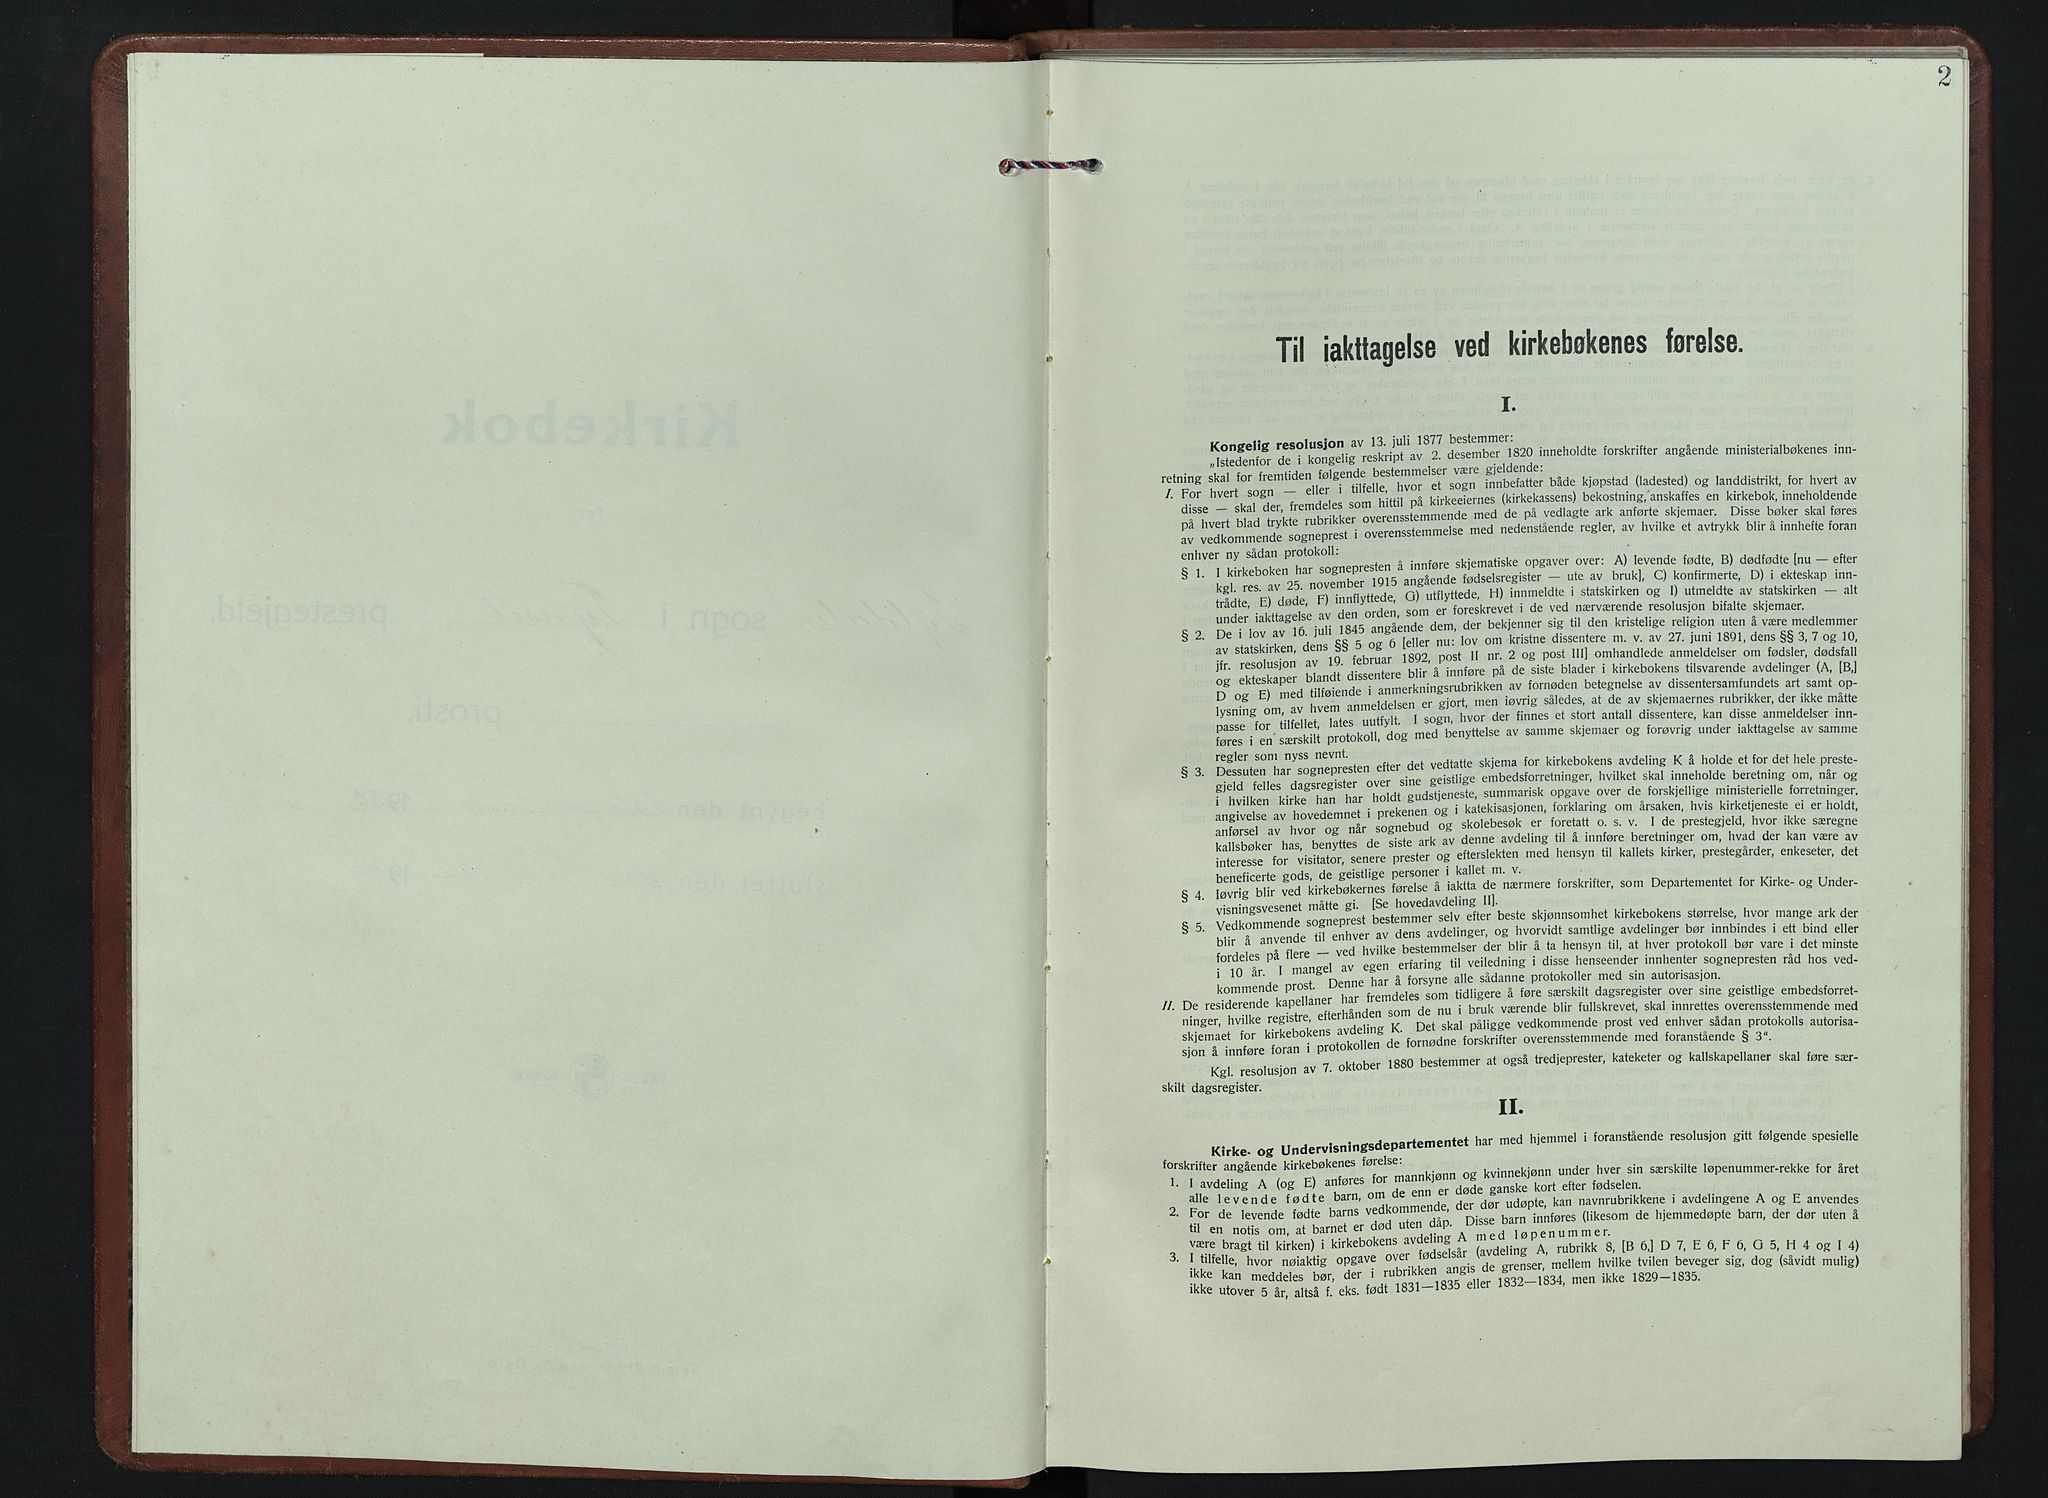 2
Til iakttagelse ved kirkebøkenes førelse.
I.
Kongelig resolusjon av 13. juli 1877 bestemmer:
„Istedenfor de i kongelig reskript av 2. desember 1820 inneholdte forskrifter angående ministerialbøkenes inn-
retning skal for fremtiden følgende bestemmelser være gjeldende:
I. For hvert sogn — eller i tilfelle, hvor et sogn innbefatter både kjøpstad (ladested) og landdistrikt, for hvert av
disse — skal der, fremdeles som hittil på kirkeeiernes (kirkekassens) bekostning, anskaffes en kirkebok, inneholdende
på hvert blad trykte rubrikker overensstemmende med de på vedlagte ark anførte skjemaer. Disse bøker skal føres
av vedkommende sogneprest i overensstemmelse med nedenstående regler, av hvilke et avtrykk blir å innhefte foran
enhver ny sådan protokoll:
§ 1. I kirkeboken har sognepresten å innføre skjematiske opgaver over: A) levende fødte, B) dødfødte [nu — efter
kgl. res. av 25. november 1915 angående fødselsregister — ute av bruk], C) konfirmerte, D) i ekteskap inn-
trådte, E) døde, F) innflyttede, G) utflyttede, H) innmeldte i statskirken og I) utmeldte av statskirken — alt
under iakttagelse av den orden, som er foreskrevet i de ved nærværende resolusjon bifalte skjemaer.
§ 2. De i lov av 16. juli 1845 angående dem, der bekjenner sig til den kristelige religion uten å være medlemmer
av statskirken, dens §§ 5 og 6 [eller nu: lov om kristne dissentere m. v. av 27. juni 1891, dens §§ 3, 7 og 10,
jfr. resolusjon av 19. februar 1892, post II nr. 2 og post III] omhandlede anmeldelser om fødsler, dødsfall
og ekteskaper blandt dissentere blir å innføre på de siste blader i kirkebokens tilsvarende avdelinger (A, [B,]
D og E) med tilføiende i anmerkningsrubrikken av fornøden betegnelse av dissentersamfundets art samt op-
lysning om, av hvem anmeldelsen er gjort, men iøvrig således, at de av skjemaernes rubrikker, der ikke måtte
passe for tilfellet, lates uutfylt. I sogn, hvor der finnes et stort antall dissentere, kan disse anmeldelser inn-
føres i en særskilt protokoll, dog med benyttelse av samme skjemaer og forøvrig under iakttagelse av samme
regler som nyss nevnt.
§ 3. Dessuten har sognepresten efter det vedtatte skjema for kirkebokens avdeling K å holde et for det hele preste-
gjeld felles dagsregister over sine geistlige embedsforretninger, hvilket skal inneholde beretning om, når og
i hvilken kirke han har holdt gudstjeneste, summarisk opgave over de forskjellige ministerielle forretninger,
angivelse av hovedemnet i prekenen og i katekisasjonen, forklaring om årsaken, hvis kirketjeneste ei er holdt,
anførsel av hvor og når sognebud og skolebesøk er foretatt o. s. v. I de prestegjeld, hvor ikke særegne
kallsbøker has, benyttes de siste ark av denne avdeling til å innføre beretninger om, hvad der kan være av
interesse for visitator, senere prester og efterslekten med hensyn til kallets kirker, prestegårder, enkeseter, det
beneficerte gods, de geistlige personer i kallet m. v.
§ 4. Iøvrig blir ved kirkebøkernes førelse å iaktta de nærmere forskrifter, som Departementet for Kirke- og Under-
visningsvesenet måtte gi. [Se hovedavdeling II].
§ 5. Vedkommende sogneprest bestemmer selv efter beste skjønnsomhet kirkebokens størrelse, hvor mange ark der
blir å anvende til enhver av dens avdelinger, og hvorvidt samtlige avdelinger bør innbindes i ett bind eller
fordeles på flere — ved hvilke bestemmelser der blir å ta hensyn til, at hver protokoll bør vare i det minste
i 10 år. I mangel av egen erfaring til veiledning i disse henseender innhenter sognepresten råd hos ved-
kommende prost. Denne har å forsyne alle sådanne protokoller med sin autorisasjon.
II. De residerende kapellaner har fremdeles som tidligere å føre særskilt dagsregister over sine geistlige embedsforret-
ninger, hvilke registre, efterhånden som de nu i bruk værende blir fullskrevet, skal innrettes overensstemmende med
skjemaet for kirkebokens avdeling K. Det skal påligge vedkommende prost ved enhver sådan protokolls autorisa-
sjon å innføre foran i protokollen de fornødne forskrifter overensstemmende med foranstående § 3“.
Kgl. resolusjon av 7. oktober 1880 bestemmer at også tredjeprester, kateketer og kallskapellaner skal føre sær-
skilt dagsregister.
II.
Kirke- og Undervisningsdepartementet har med hjemmel i foranstående resolusjon gitt følgende spesielle
forskrifter angående kirkebøkenes førelse:
1. I avdeling A (og E) anføres for mannkjønn og kvinnekjønn under hver sin særskilte løpenummer-rekke for året
alle levende fødte barn, om de enn er døde ganske kort efter fødselen.
2. For de levende fødte barns vedkommende, der dør udøpte, kan navnrubrikkene i avdelingene A og E anvendes
til en notis om, at barnet er død uten dåp. Disse barn innføres (likesom de hjemmedøpte barn, der dør uten å
være bragt til kirken) i kirkebokens avdeling A med løpenummer.
3. I tilfelle, hvor nøiaktig opgave over fødselsår (avdeling A, rubrikk 8, [B 6,] D 7, E 6, F 6, G 5, H 4 og I 4)
ikke kan meddeles bør, der i rubrikken angis de grenser, mellem hvilke tvilen beveger sig, dog (såvidt mulig)
ikke utover 5 år, altså f. eks. født 1831—1835 eller 1832—1834, men ikke 1829—1835.